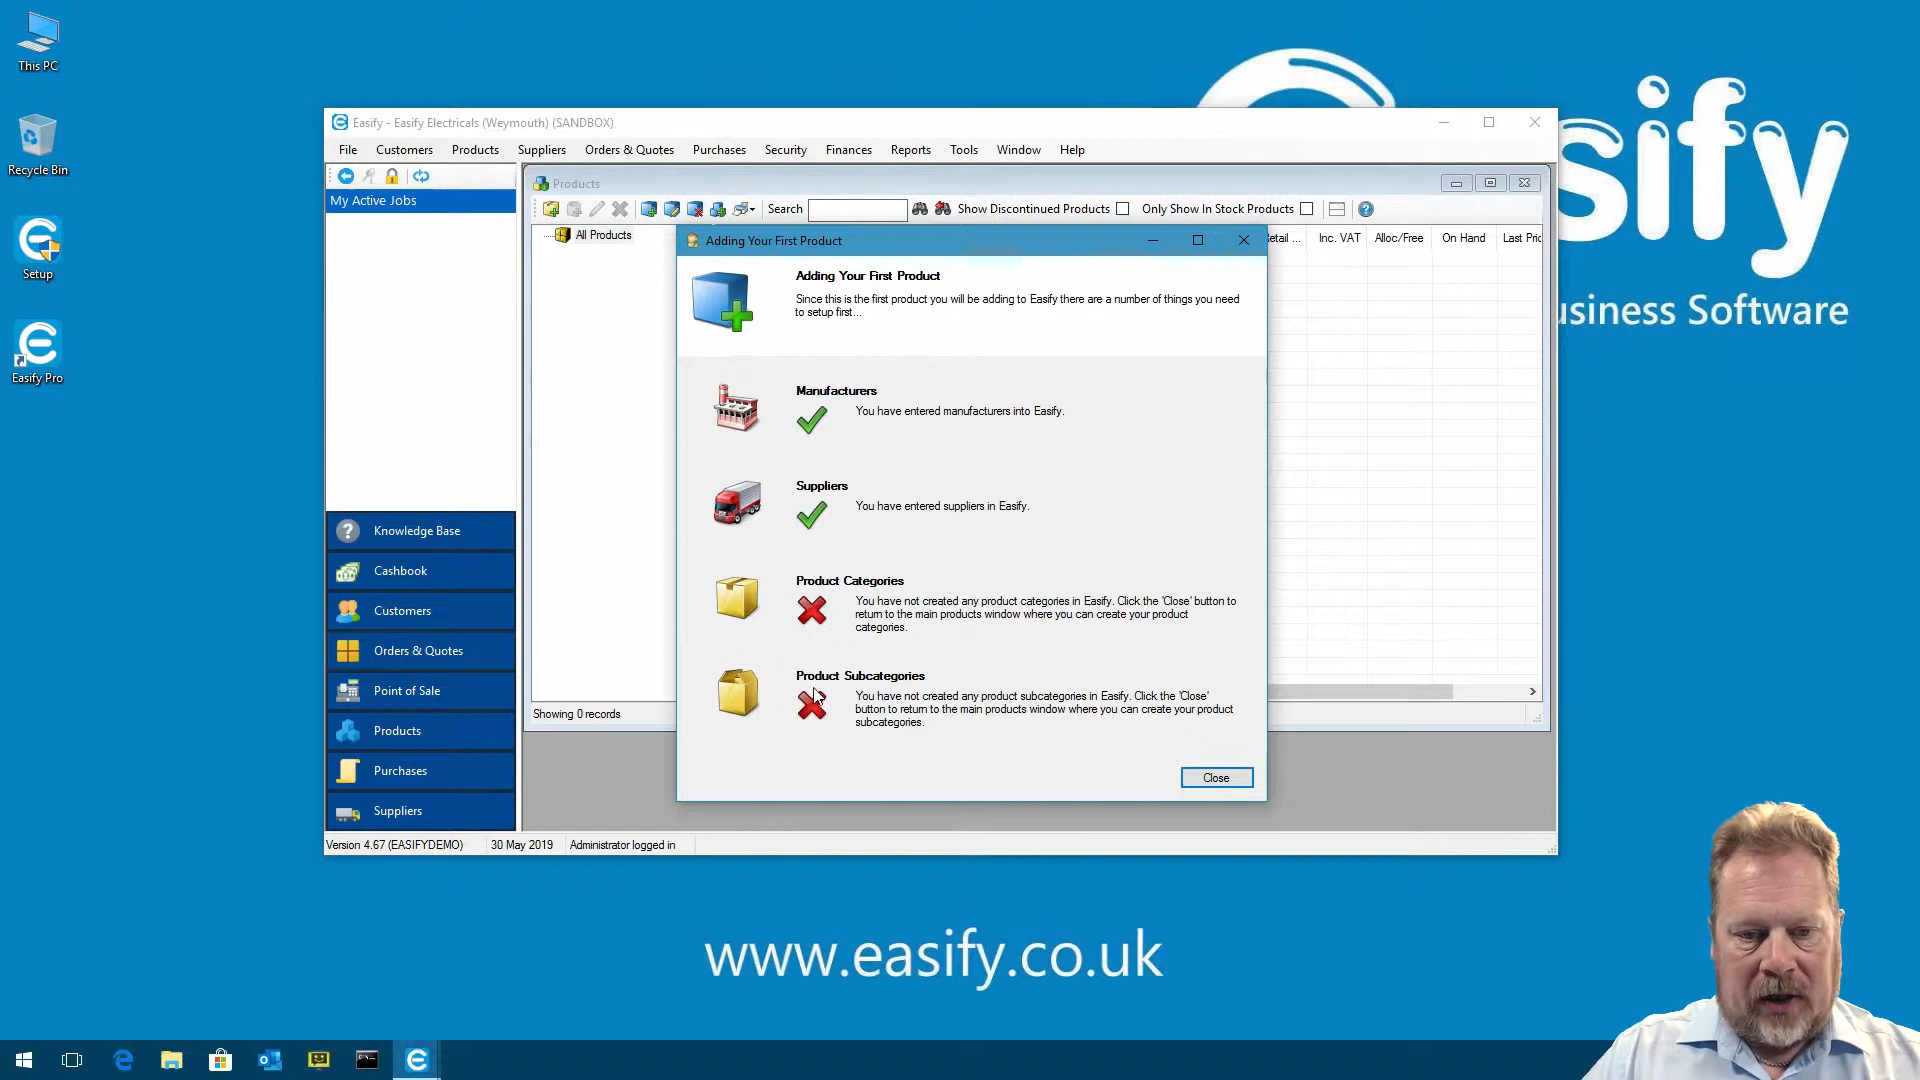 This PC
Recycle Bin
Setup
Easify Pro
sify
usiness Software
Easify - Easify Electricals (Weymouth) (SANDBOX)
File Customers Products Suppliers Orders & Quotes Purchases Security Finances Reports Tools Window Help
My Active Jobs
Products
Search Show Discontinued Products Only Show In Stock Products
All Products
etail ... Inc. VAT Alloc/Free On Hand Last Pric
Adding Your First Product
Adding Your First Product
Since this is the first product you will be adding to Easify there are a number of things you need
to setup first...
Manufacturers
You have entered manufacturers into Easify.
Suppliers
You have entered suppliers in Easify.
Product Categories
You have not created any product categories in Easify. Click the 'Close' button to
return to the main products window where you can create your product
categories.
Product Subcategories
You have not created any product subcategories in Easify. Click the 'Close'
button to return to the main products window where you can create your product
subcategories.
Close
Showing 0 records
Knowledge Base
Cashbook
Customers
Orders & Quotes
Point of Sale
Products
Purchases
Suppliers
Version 4.67 (EASIFYDEMO) 30 May 2019 Administrator logged in
www.easify.co.uk